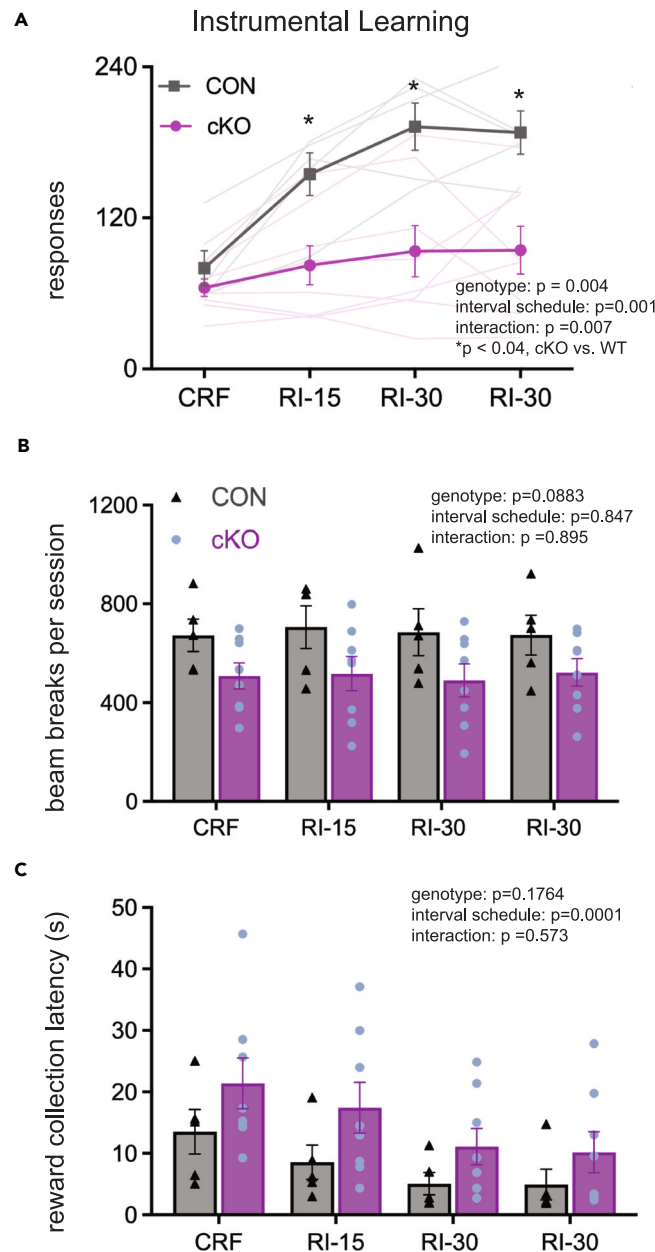 A
Instrumental Learning
240
120
0
responses
CON
cKO
*
*
*
genotype: p = 0.004
interval schedule: p=0.001
interaction: p =0.007
*p < 0.04, cKO vs. WT
CRF RI-15 RI-30 RI-30
B
1200
800
400
0
beam breaks per session
CON
cKO
genotype: p=0.0883
interval schedule: p=0.847
interaction: p =0.895
CRF RI-15 RI-30 RI-30
C
50
40
30
20
10
0
reward collection latency (s)
genotype: p=0.1764
interval schedule: p=0.0001
interaction: p =0.573
CRF RI-15 RI-30 RI-30